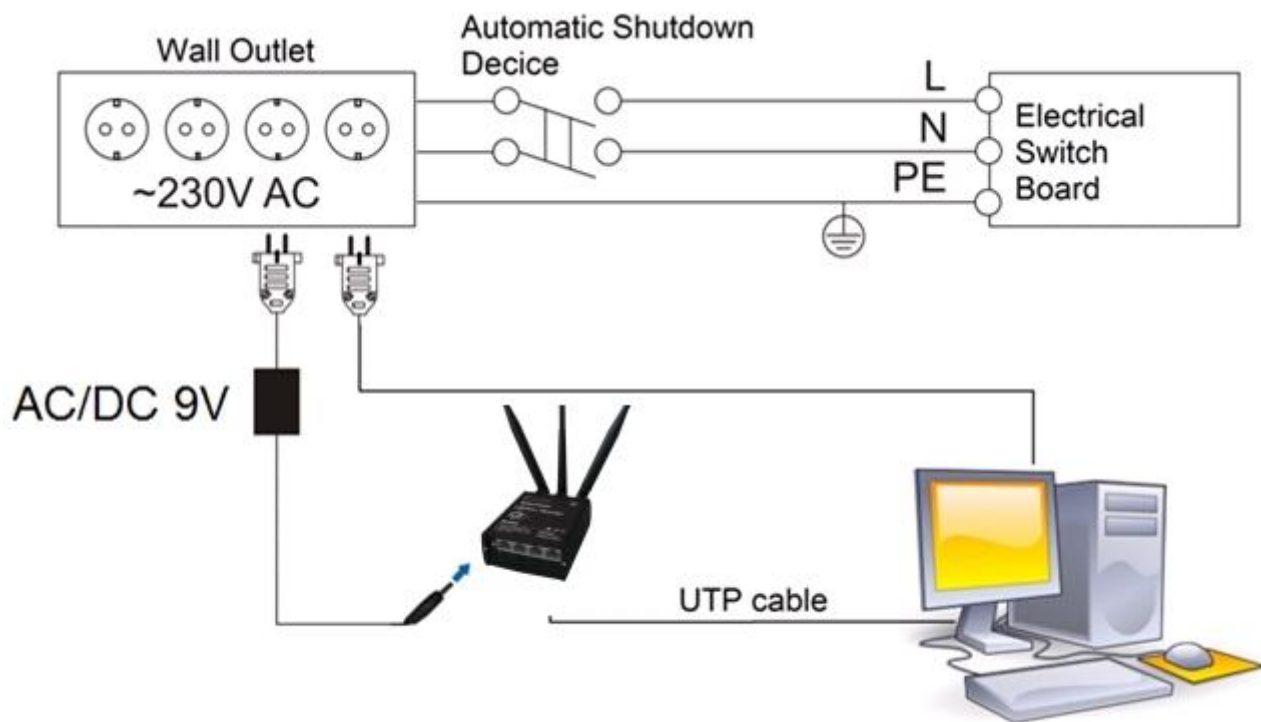 Wall Outlet
Automatic Shutdown
Decice
L
N
PE
Electrical
Switch
Board
~230V AC
AC/DC 9V
UTP cable